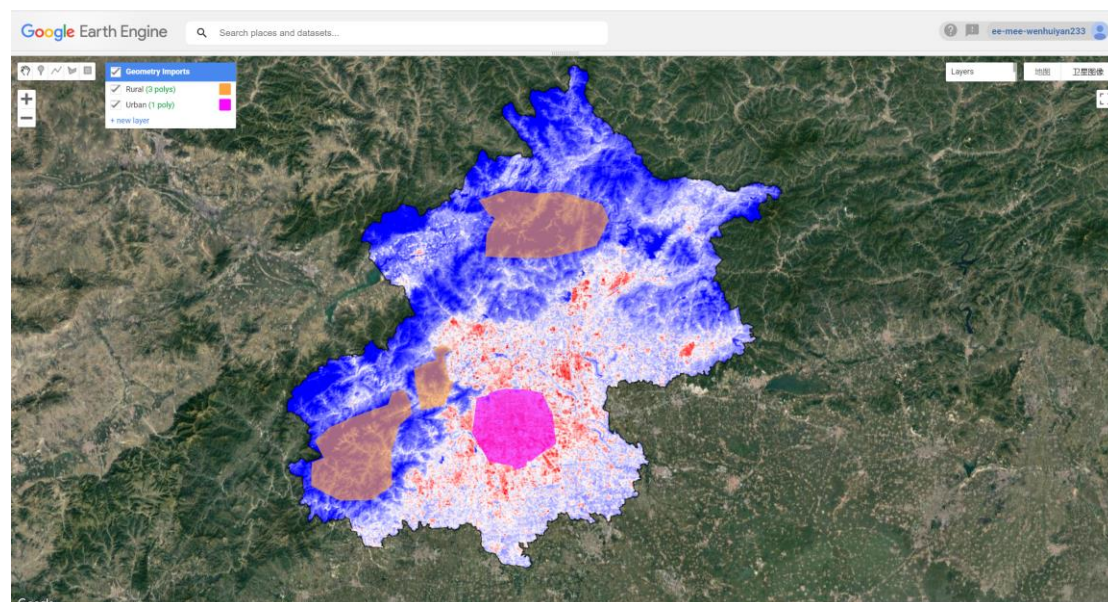 Google Earth Engine
Search places and datasets...
ee-mee-wenhuiyan233
Geometry Imports
Rural (3 polys)
Urban (1 poly)
+ new layer
Layers
地图
卫星图像